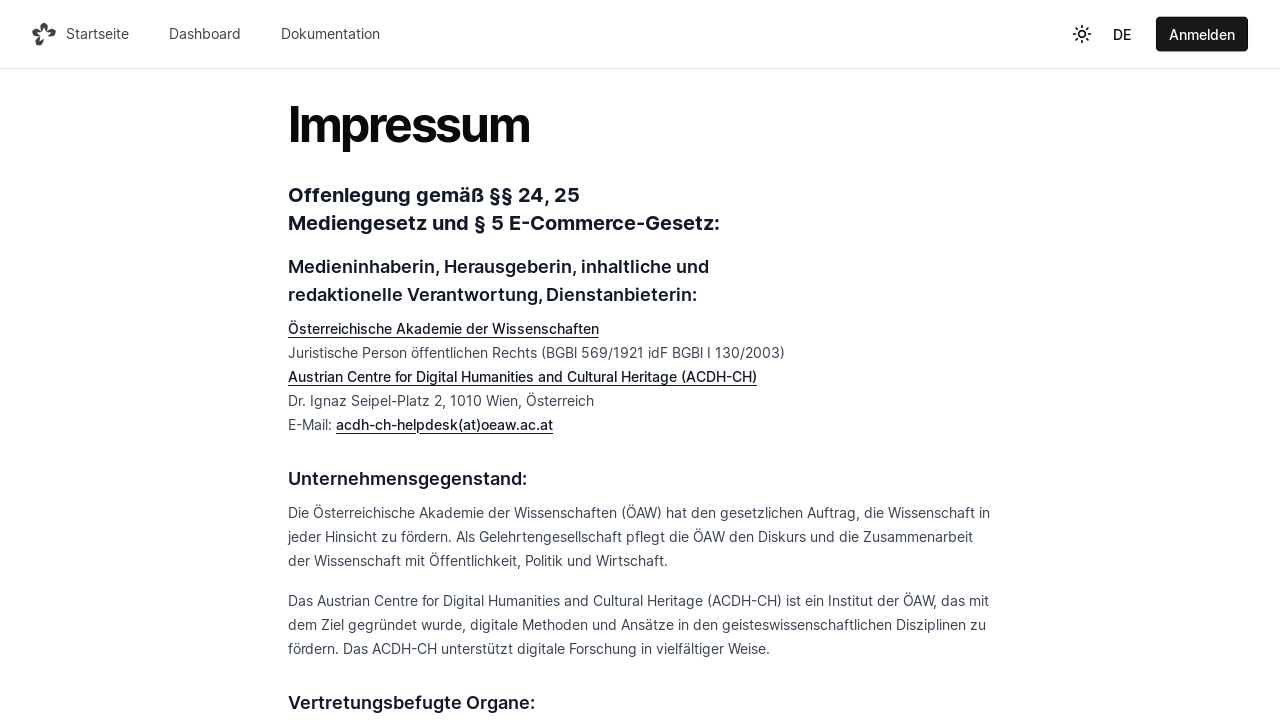 Startseite
Dashboard
Dokumentation
DE
Anmelden
Impressum
Offenlegung gemäß §§ 24, 25
Mediengesetz und § 5 E-Commerce-Gesetz:
Medieninhaberin, Herausgeberin, inhaltliche und
redaktionelle Verantwortung, Dienstanbieterin:
Österreichische Akademie der Wissenschaften
Juristische Person öffentlichen Rechts (BGBl 569/1921 idF BGBl I 130/2003)
Austrian Centre for Digital Humanities and Cultural Heritage (ACDH-CH)
Dr. Ignaz Seipel-Platz 2, 1010 Wien, Österreich
E-Mail: acdh-ch-helpdesk(at)oeaw.ac.at
Unternehmensgegenstand:
Die Österreichische Akademie der Wissenschaften (ÖAW) hat den gesetzlichen Auftrag, die Wissenschaft in
jeder Hinsicht zu fördern. Als Gelehrtengesellschaft pflegt die ÖAW den Diskurs und die Zusammenarbeit
der Wissenschaft mit Öffentlichkeit, Politik und Wirtschaft.
Das Austrian Centre for Digital Humanities and Cultural Heritage (ACDH-CH) ist ein Institut der ÖAW, das mit
dem Ziel gegründet wurde, digitale Methoden und Ansätze in den geisteswissenschaftlichen Disziplinen zu
fördern. Das ACDH-CH unterstützt digitale Forschung in vielfältiger Weise.
Vertretungsbefugte Organe: